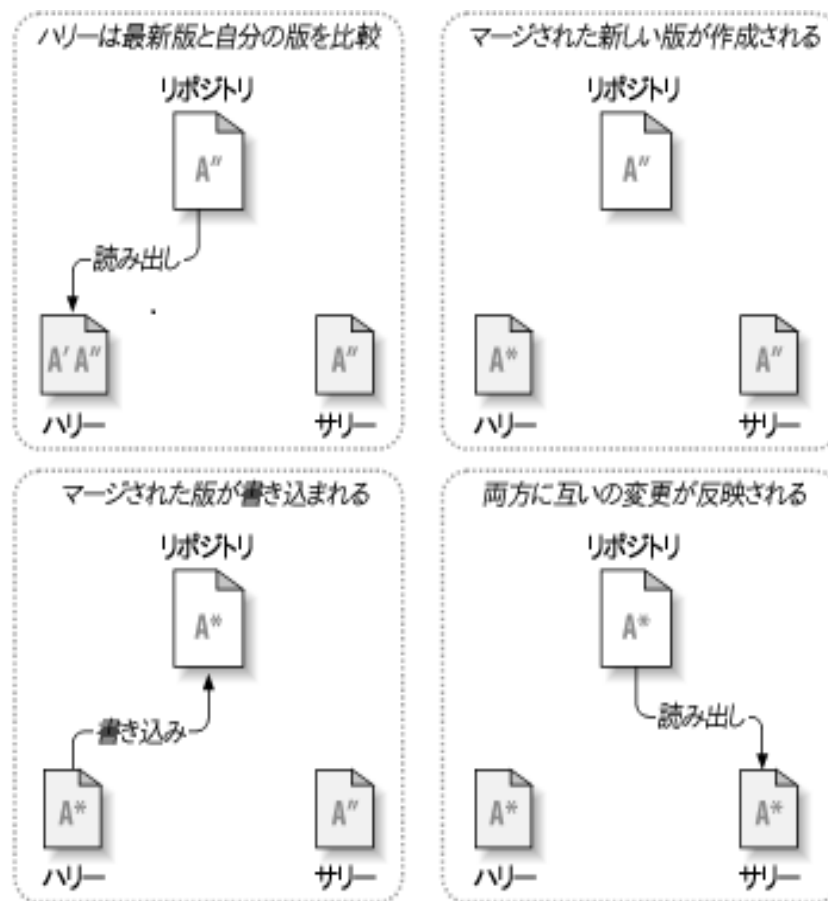 ハリーは最新版と自分の版を比較
リポジトリ
A"
読み出し
A' A"
A"
ハリー
サリー
マージされた新しい版が作成される
リポジトリ
A"
A*
A"
ハリー
サリー
マージされた版が書き込まれる
リポジトリ
A*
書き込み
A*
A"
ハリー
サリー
両方に互いの変更が反映される
リポジトリ
A*
読み出し
A*
A*
ハリー
サリー